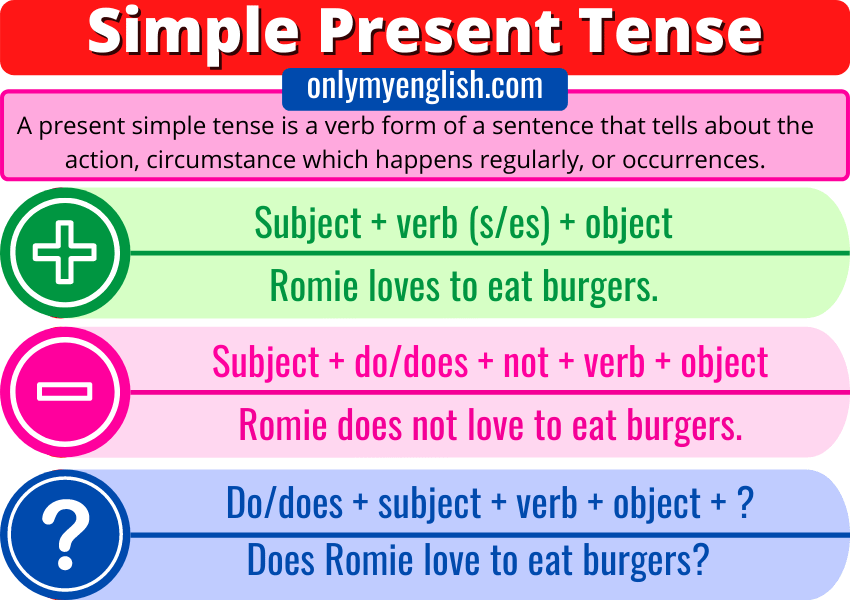 Simple Present Tense
onlymyenglish.com
A present simple tense is a verb form of a sentence that tells about the
action, circumstance which happens regularly, or occurrences.
Subject + verb (s/es) + object
Romie loves to eat burgers.
Subject + do/does + not + verb + object
Romie does not love to eat burgers.
Do/does + subject + verb + object + ?
Does Romie love to eat burgers?